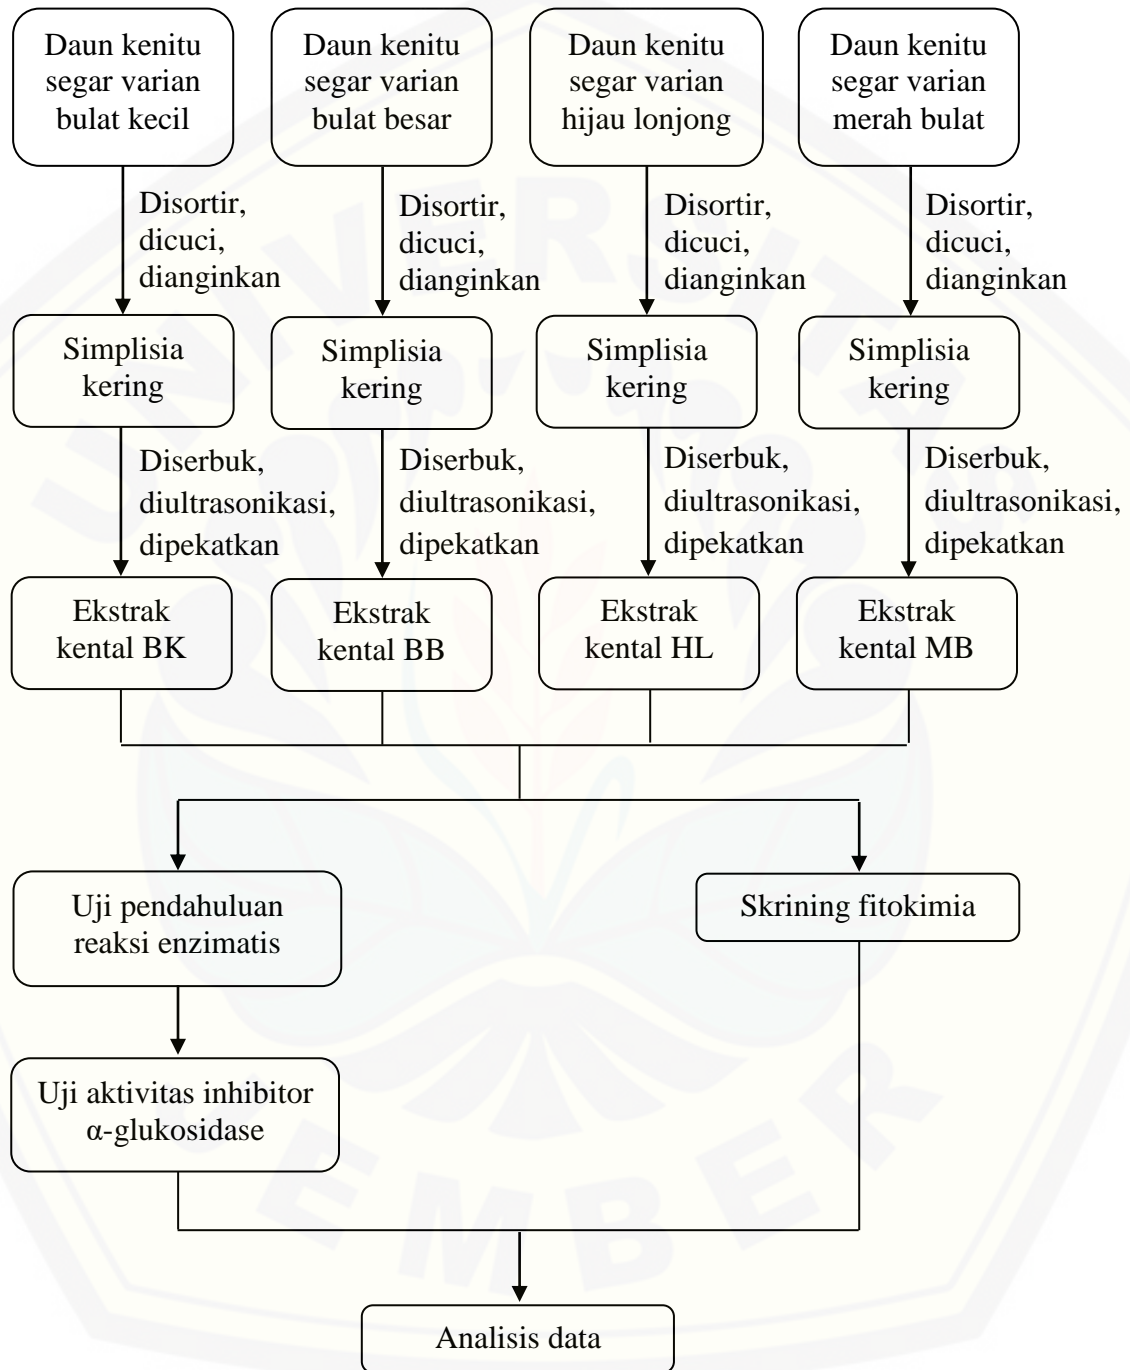 Daun kenitu
segar varian
bulat kecil
Daun kenitu
segar varian
bulat besar
Daun kenitu
segar varian
hijau lonjong
Daun kenitu
segar varian
merah bulat
Disortir,
dicuci,
dianginkan
Disortir,
dicuci,
dianginkan
Disortir,
dicuci,
dianginkan
Disortir,
dicuci,
dianginkan
Simplisia
kering
Simplisia
kering
Simplisia
kering
Simplisia
kering
Diserbuk,
diultrasonikasi,
dipekatkan
Diserbuk,
diultrasonikasi,
dipekatkan
Diserbuk,
diultrasonikasi,
dipekatkan
Diserbuk,
diultrasonikasi,
dipekatkan
Ekstrak
kental BK
Ekstrak
kental BB
Ekstrak
kental HL
Ekstrak
kental MB
Uji pendahuluan
reaksi enzimatis
Skrining fitokimia
Uji aktivitas inhibitor
α-glukosidase
Analisis data
UNIVERSITAS
JEMBER